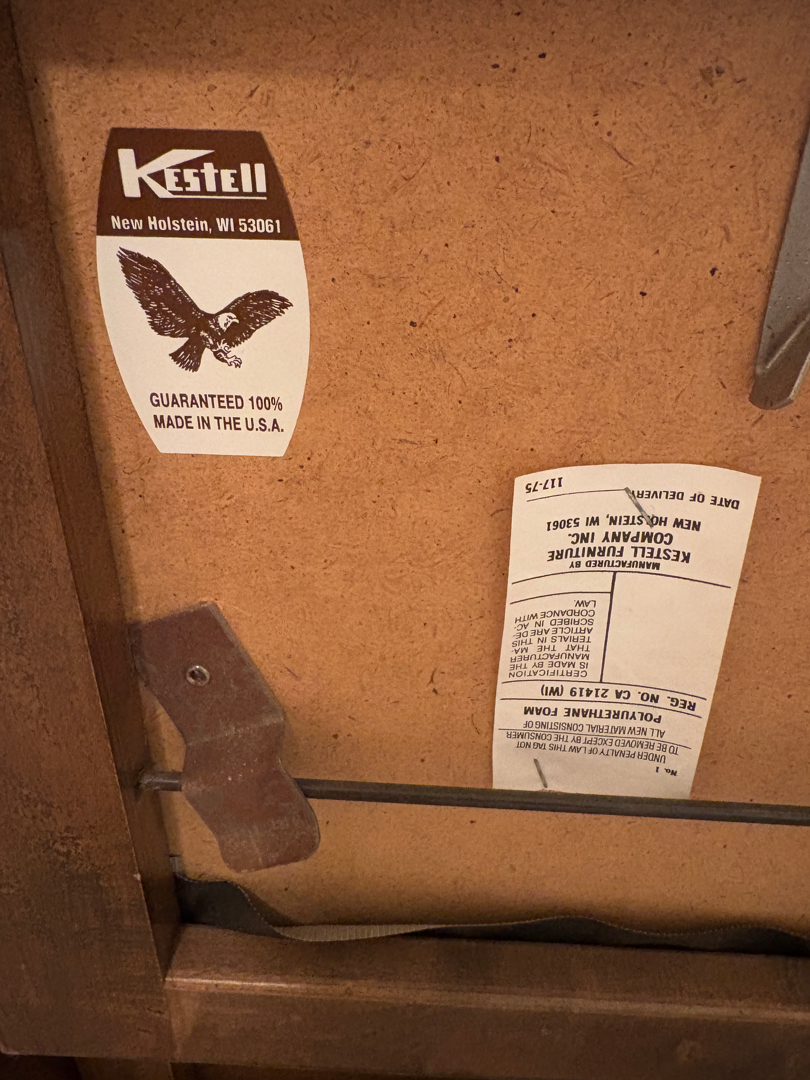 Kestell
New Holstein, WI 53061
GUARANTEED 100%
MADE IN THE U.S.A.
No. 1
UNDER PENALTY OF LAW THIS TAG NOT
TO BE REMOVED EXCEPT BY THE CONSUMER
ALL NEW MATERIAL CONSISTING OF
POLYURETHANE FOAM
REG. NO. CA 21419 (WI)
CERTIFICATION
IS MADE BY THE
MANUFACTURER
THAT THE MA-
TERIALS IN THIS
ARTICLE ARE DE-
SCRIBED IN AC-
CORDANCE WITH
LAW.
MANUFACTURED BY
KESTELL FURNITURE
COMPANY INC.
NEW HOLSTEIN, WI 53061
DATE OF DELIVERY
117-75